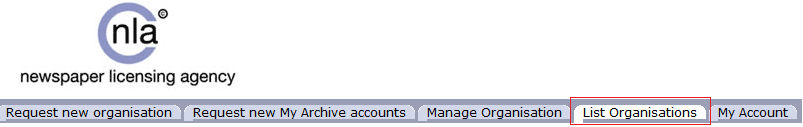 nla©
newspaper licensing agency
Request new organisation Request new My Archive accounts Manage Organisation List Organisations My Account